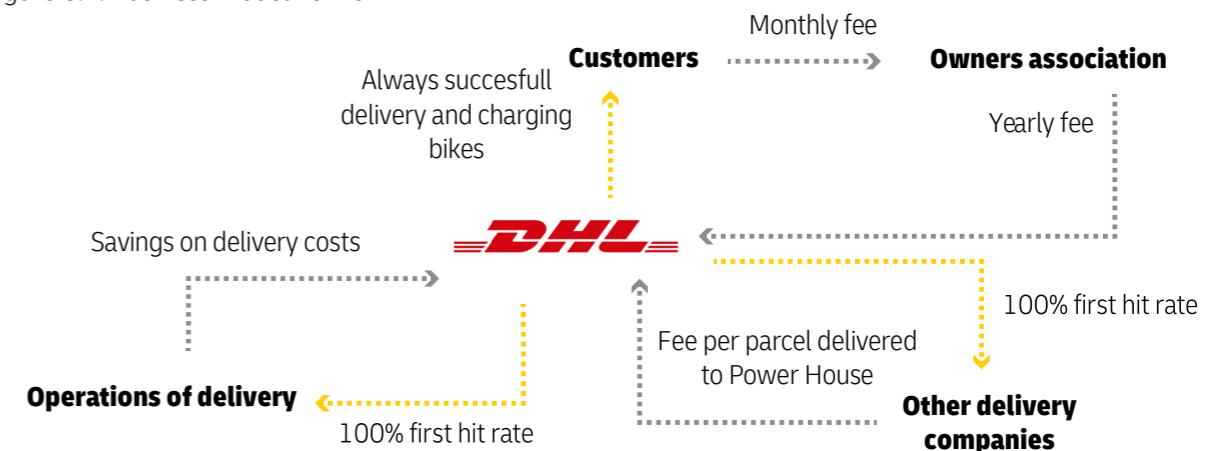 Monthly fee
Customers
Owners association
Always succesfull
delivery and charging
bikes
Yearly fee
DHL
Savings on delivery costs
100% first hit rate
Fee per parcel delivered
to Power House
Operations of delivery
100% first hit rate
Other delivery
companies